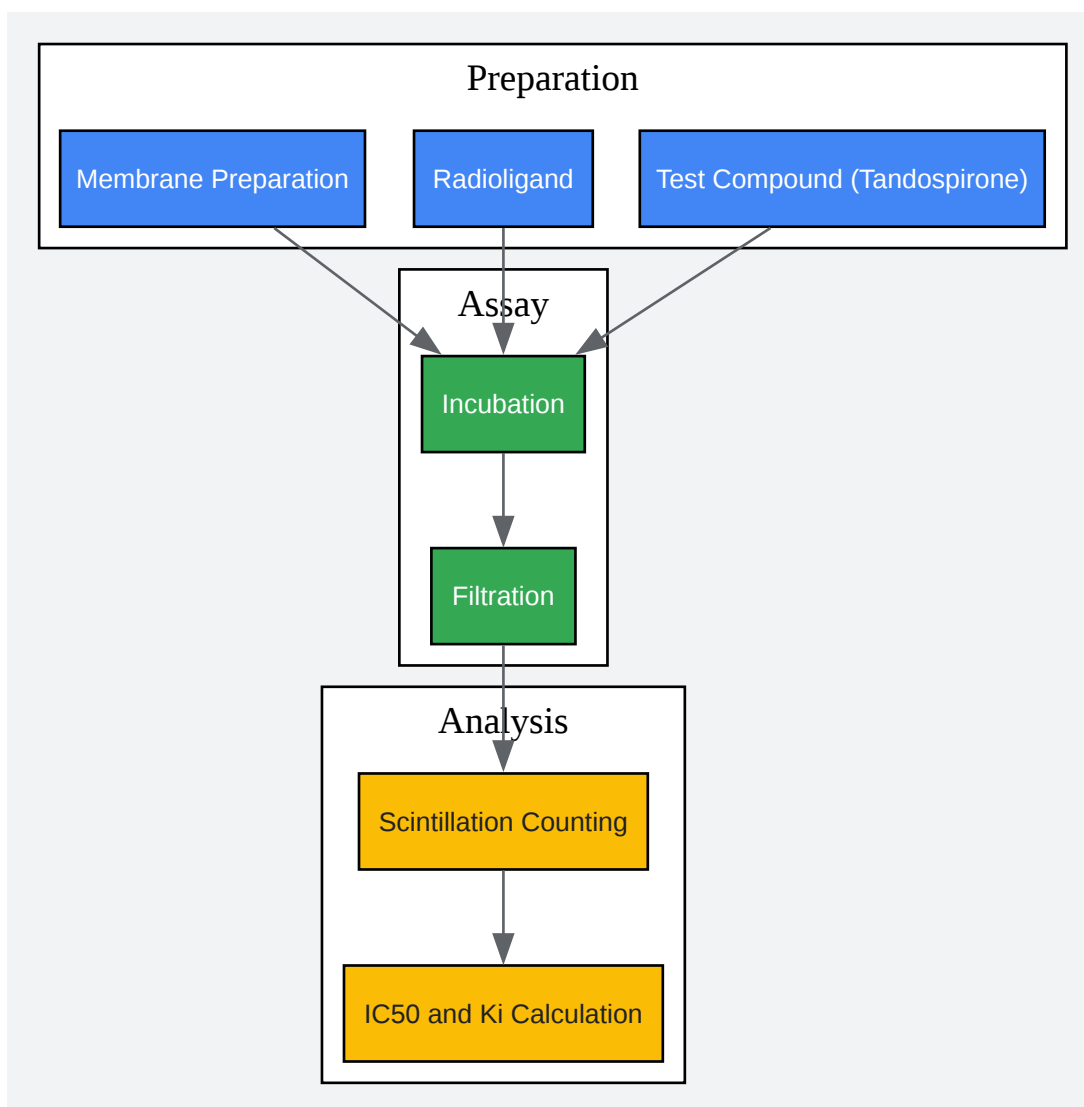 Preparation
Membrane Preparation
Radioligand
Test Compound (Tandospirone)
Assay
Incubation
Filtration
Analysis
Scintillation Counting
IC50 and Ki Calculation